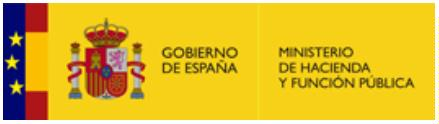 GOBIERNO
DE ESPAÑA
MINISTERIO
DE HACIENDA
Y FUNCIÓN PÚBLICA